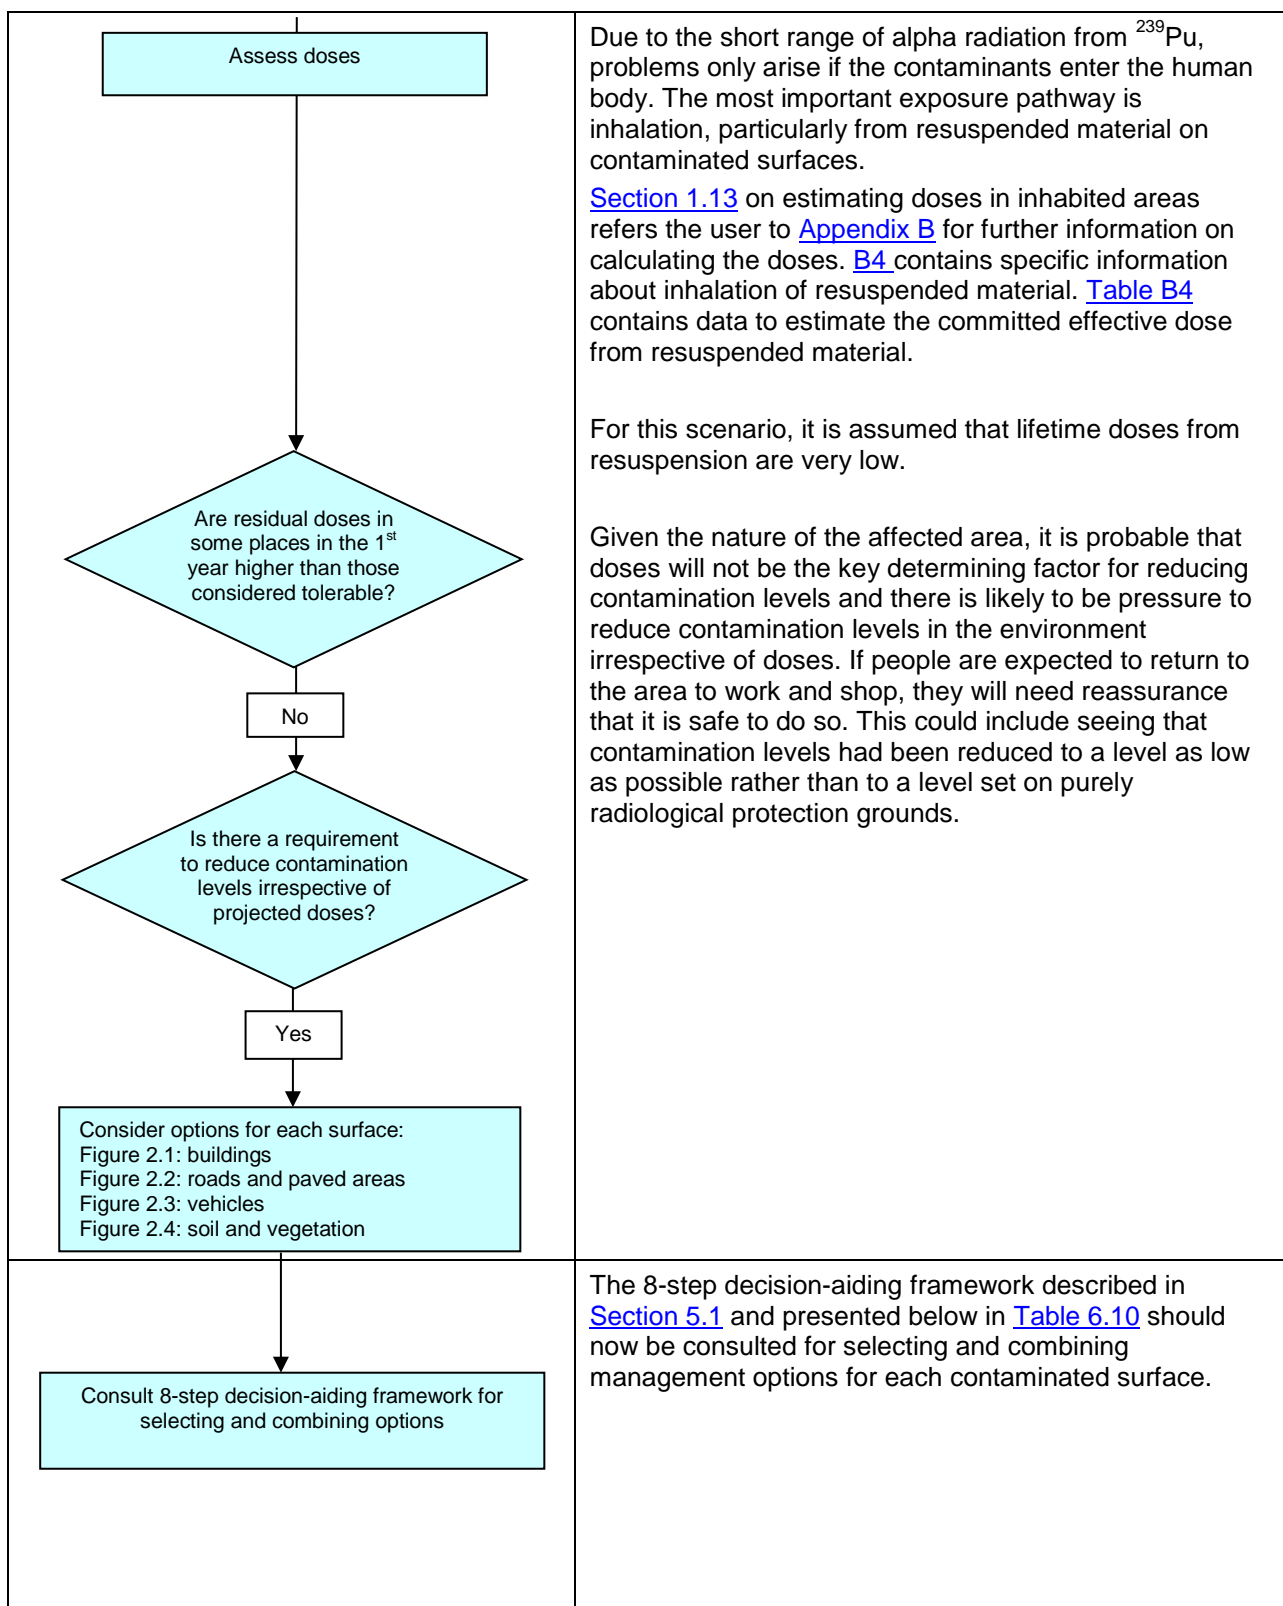 Assess doses
Due to the short range of alpha radiation from ²³⁹Pu,
problems only arise if the contaminants enter the human
body. The most important exposure pathway is
inhalation, particularly from resuspended material on
contaminated surfaces.
Section 1.13 on estimating doses in inhabited areas
refers the user to Appendix B for further information on
calculating the doses. B4 contains specific information
about inhalation of resuspended material. Table B4
contains data to estimate the committed effective dose
from resuspended material.
For this scenario, it is assumed that lifetime doses from
resuspension are very low.
Are residual doses in
some places in the 1st
year higher than those
considered tolerable?
Given the nature of the affected area, it is probable that
doses will not be the key determining factor for reducing
contamination levels and there is likely to be pressure to
reduce contamination levels in the environment
irrespective of doses. If people are expected to return to
the area to work and shop, they will need reassurance
that it is safe to do so. This could include seeing that
contamination levels had been reduced to a level as low
as possible rather than to a level set on purely
radiological protection grounds.
No
Is there a requirement
to reduce contamination
levels irrespective of
projected doses?
Yes
Consider options for each surface:
Figure 2.1: buildings
Figure 2.2: roads and paved areas
Figure 2.3: vehicles
Figure 2.4: soil and vegetation
Consult 8-step decision-aiding framework for
selecting and combining options
The 8-step decision-aiding framework described in
Section 5.1 and presented below in Table 6.10 should
now be consulted for selecting and combining
management options for each contaminated surface.